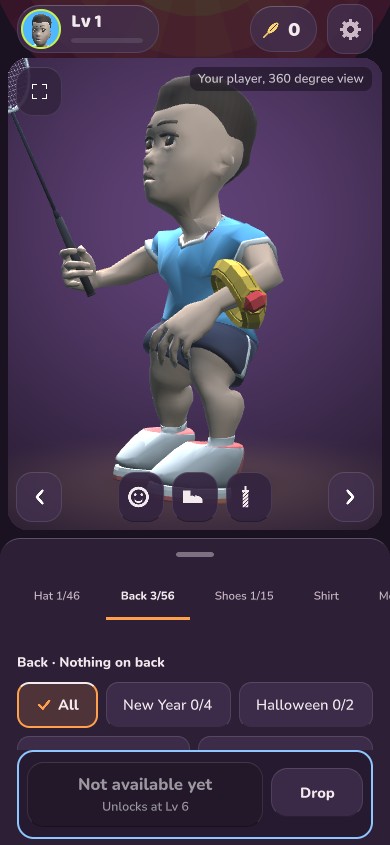 Lv 1
0
Your player, 360 degree view
Hat 1/46
Back 3/56
Shoes 1/15
Shirt
Back · Nothing on back
All
New Year 0/4
Halloween 0/2
Not available yet
Unlocks at Lv 6
Drop